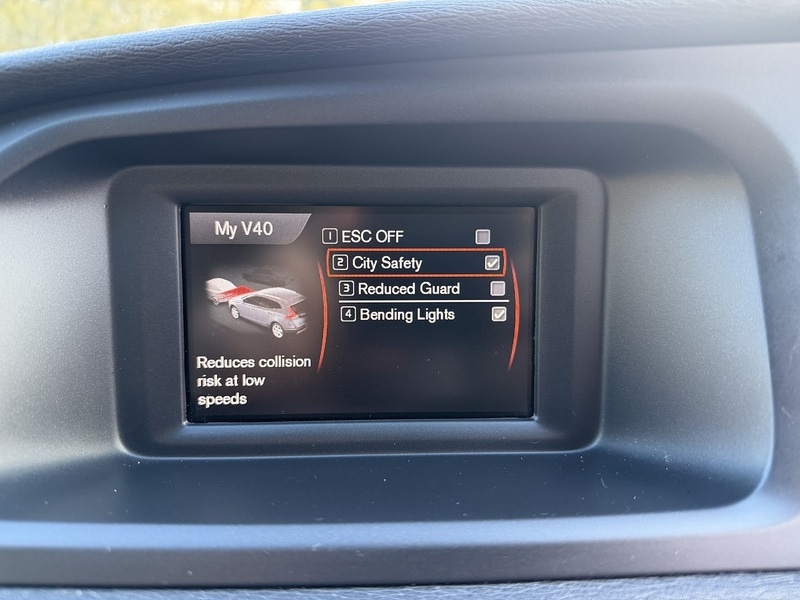 My V40
1 ESC OFF
2 City Safety
3 Reduced Guard
4 Bending Lights
Reduces collision
risk at low
speeds